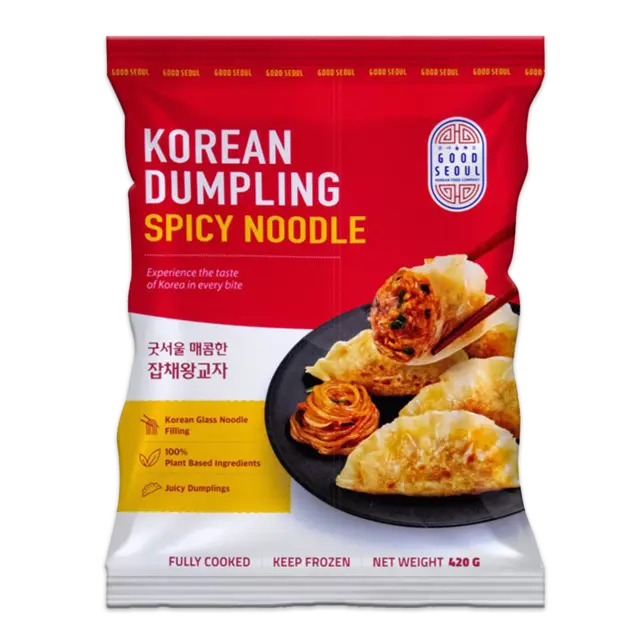 GOOD SEOUL GOOD SEOUL GOOD SEOUL GOOD SEOUL GOOD SEOUL GOOD SEOUL GOOD SEOUL GOOD SEOUL GOOD SEOUL
KOREAN
DUMPLING
SPICY NOODLE
GOOD
SEOUL
KOREAN FOOD COMPANY
Experience the taste
of Korea in every bite
굿서울 매콤한
잡채왕교자
Korean Glass Noodle
Filling
100%
Plant Based Ingredients
Juicy Dumplings
FULLY COOKED KEEP FROZEN NET WEIGHT 420 G